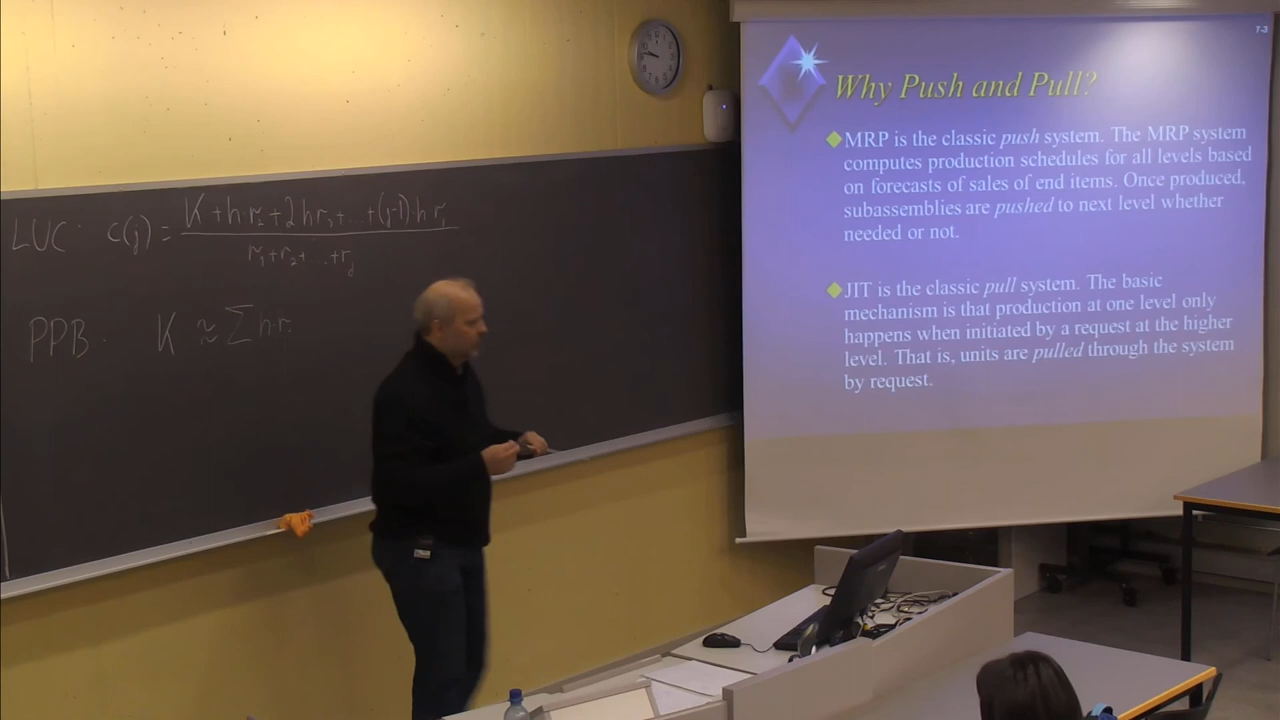 LUC: c(j) = K + h·r₂ + 2hr₃ + ... + (j-1)·h·rⱼ
r₁ + r₂ + ... + rⱼ
PPB. K ≈ ∑ h·r
7-3
Why Push and Pull?
MRP is the classic push system. The MRP system
computes production schedules for all levels based
on forecasts of sales of end items. Once produced,
subassemblies are pushed to next level whether
needed or not.
JIT is the classic pull system. The basic
mechanism is that production at one level only
happens when initiated by a request at the higher
level. That is, units are pulled through the system
by request.